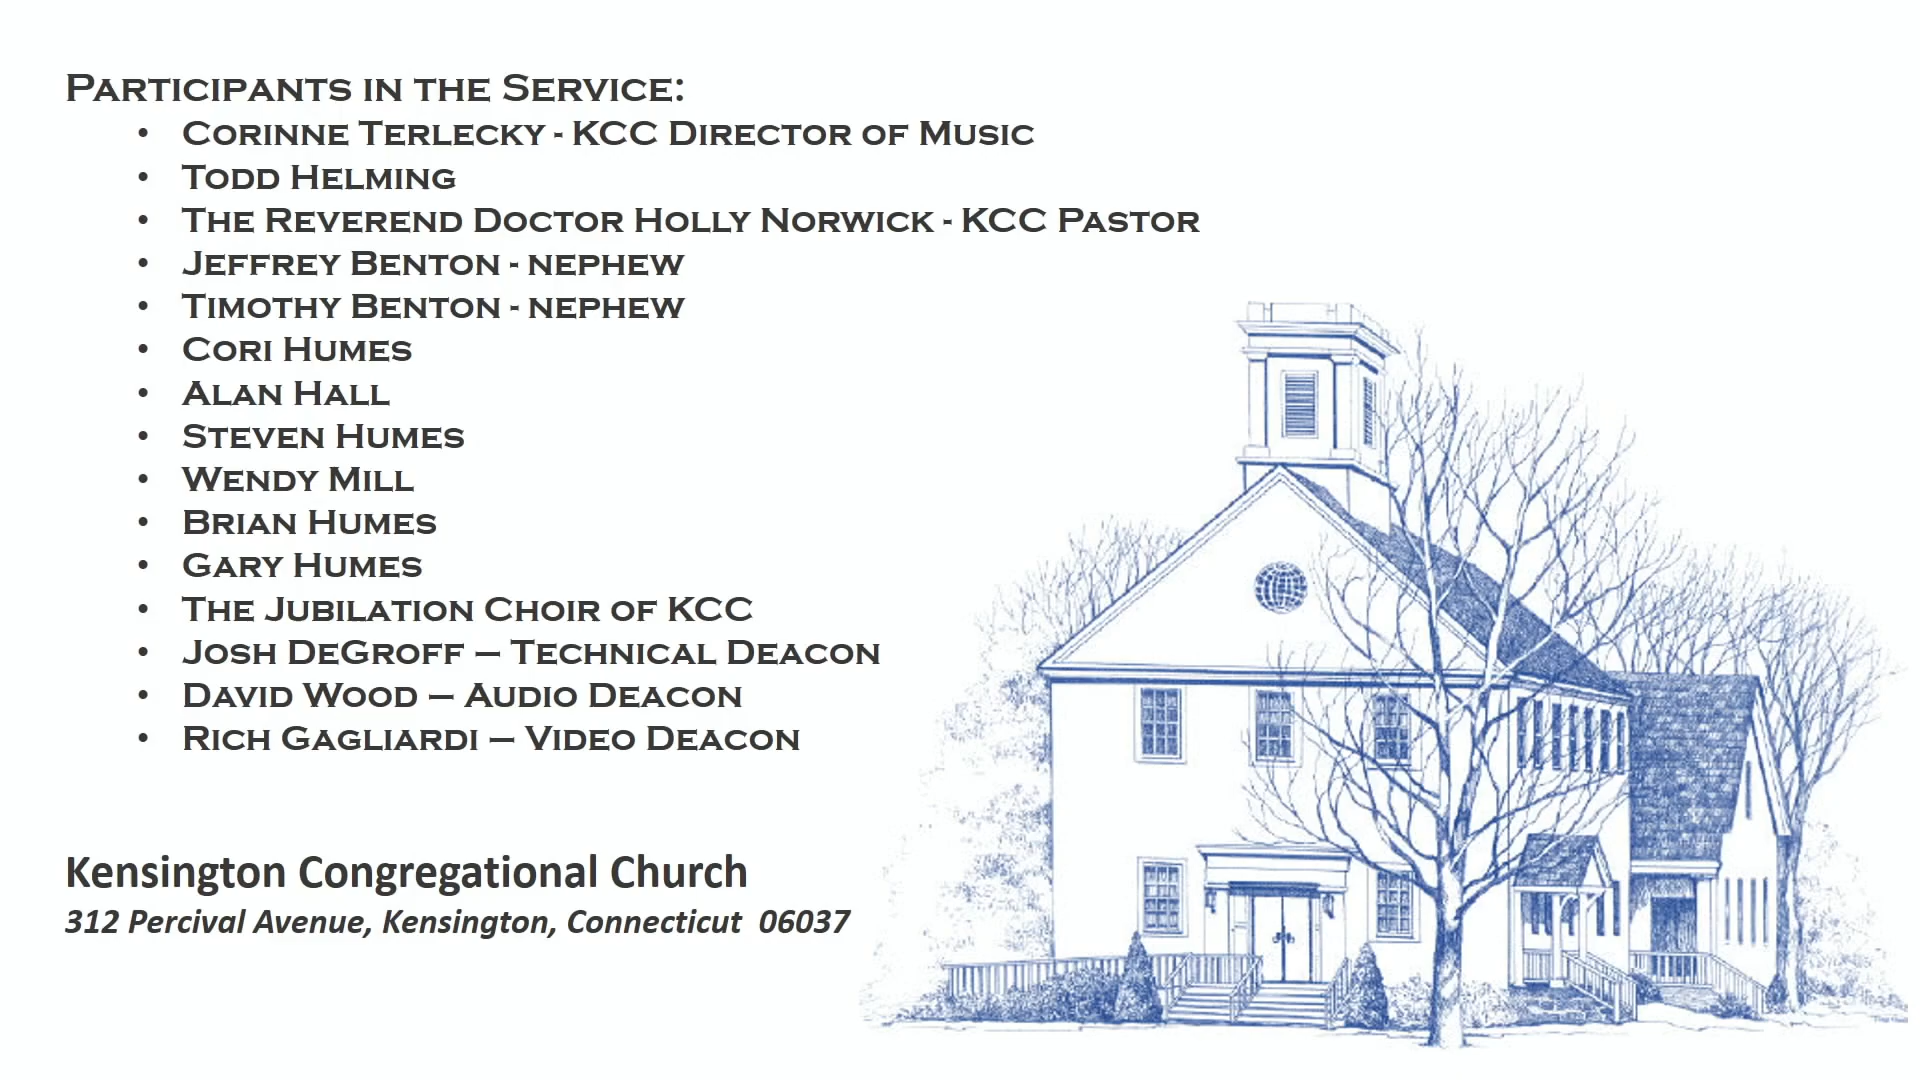 Participants in the Service:
• Corinne Terlecky - KCC Director of Music
• Todd Helming
• The Reverend Doctor Holly Norwick - KCC Pastor
• Jeffrey Benton - nephew
• Timothy Benton - nephew
• Cori Humes
• Alan Hall
• Steven Humes
• Wendy Mill
• Brian Humes
• Gary Humes
• The Jubilation Choir of KCC
• Josh DeGroff – Technical Deacon
• David Wood – Audio Deacon
• Rich Gagliardi – Video Deacon
Kensington Congregational Church
312 Percival Avenue, Kensington, Connecticut 06037